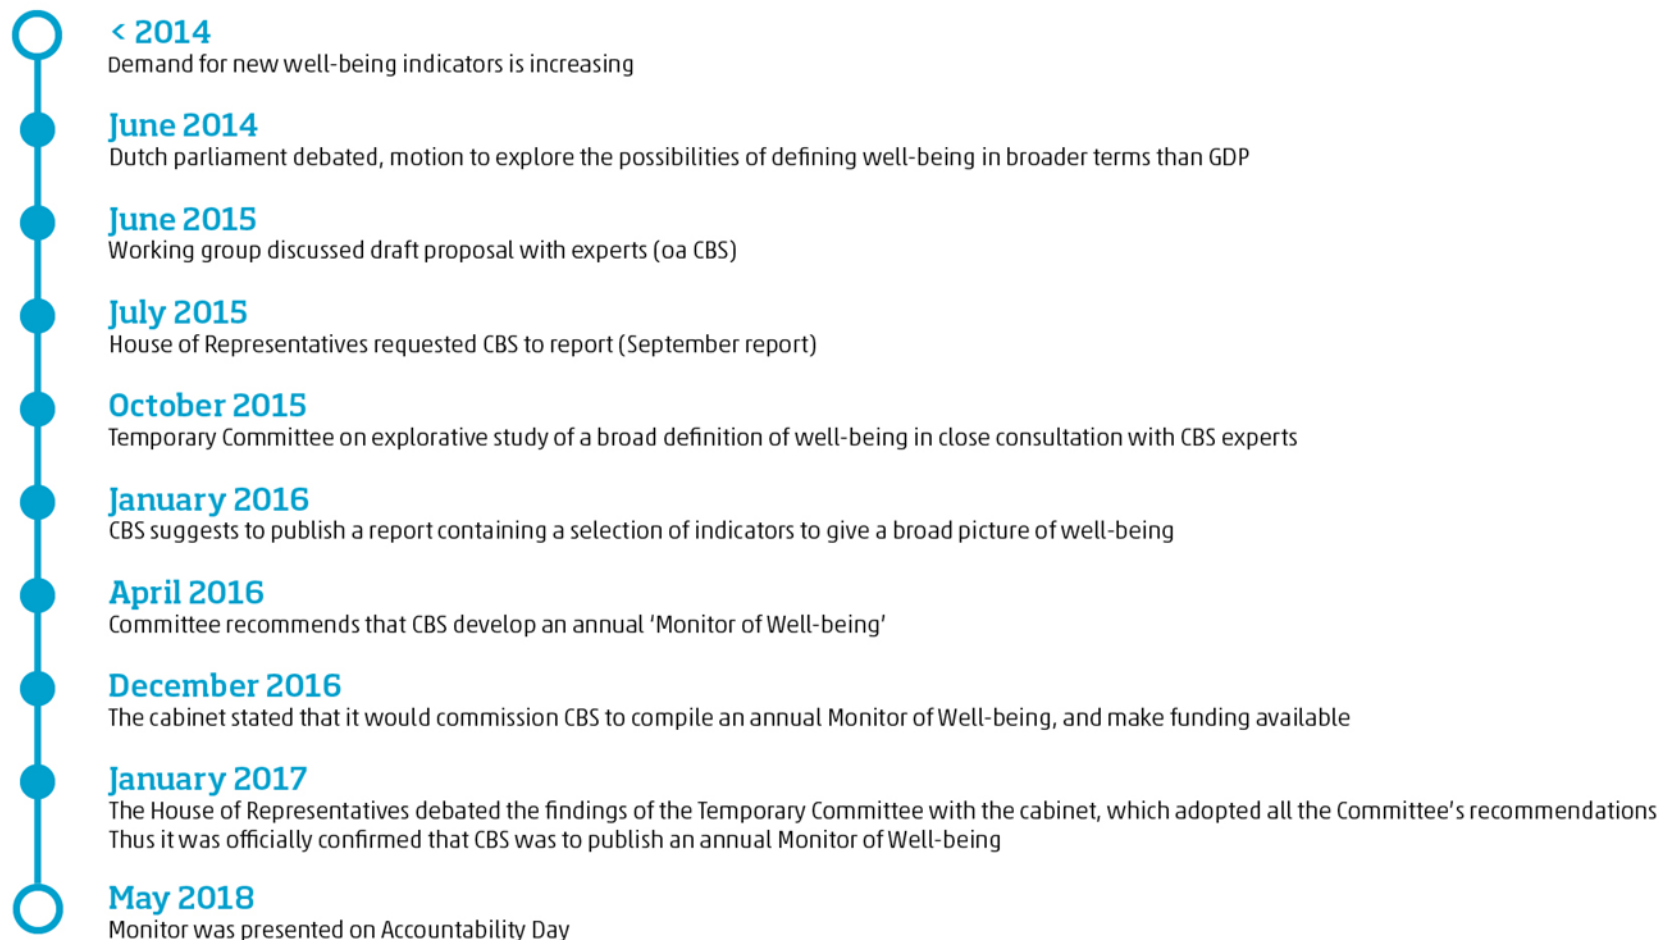 < 2014
Demand for new well-being indicators is increasing
June 2014
Dutch parliament debated, motion to explore the possibilities of defining well-being in broader terms than GDP
June 2015
Working group discussed draft proposal with experts (oa CBS)
July 2015
House of Representatives requested CBS to report (September report)
October 2015
Temporary Committee on explorative study of a broad definition of well-being in close consultation with CBS experts
January 2016
CBS suggests to publish a report containing a selection of indicators to give a broad picture of well-being
April 2016
Committee recommends that CBS develop an annual ‘Monitor of Well-being’
December 2016
The cabinet stated that it would commission CBS to compile an annual Monitor of Well-being, and make funding available
January 2017
The House of Representatives debated the findings of the Temporary Committee with the cabinet, which adopted all the Committee’s recommendations
Thus it was officially confirmed that CBS was to publish an annual Monitor of Well-being
May 2018
Monitor was presented on Accountability Day